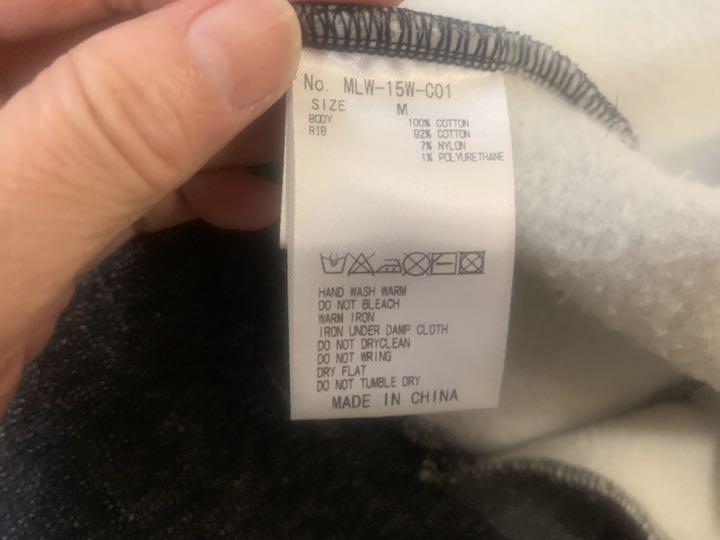 No. MLW-15W-C01
SIZE M
BODY 100% COTTON
RIB 92% COTTON
7% NYLON
1% POLYURETHANE
HAND WASH WARM
DO NOT BLEACH
WARM IRON
IRON UNDER DAMP CLOTH
DO NOT DRYCLEAN
DO NOT WRING
DRY FLAT
DO NOT TUMBLE DRY
MADE IN CHINA